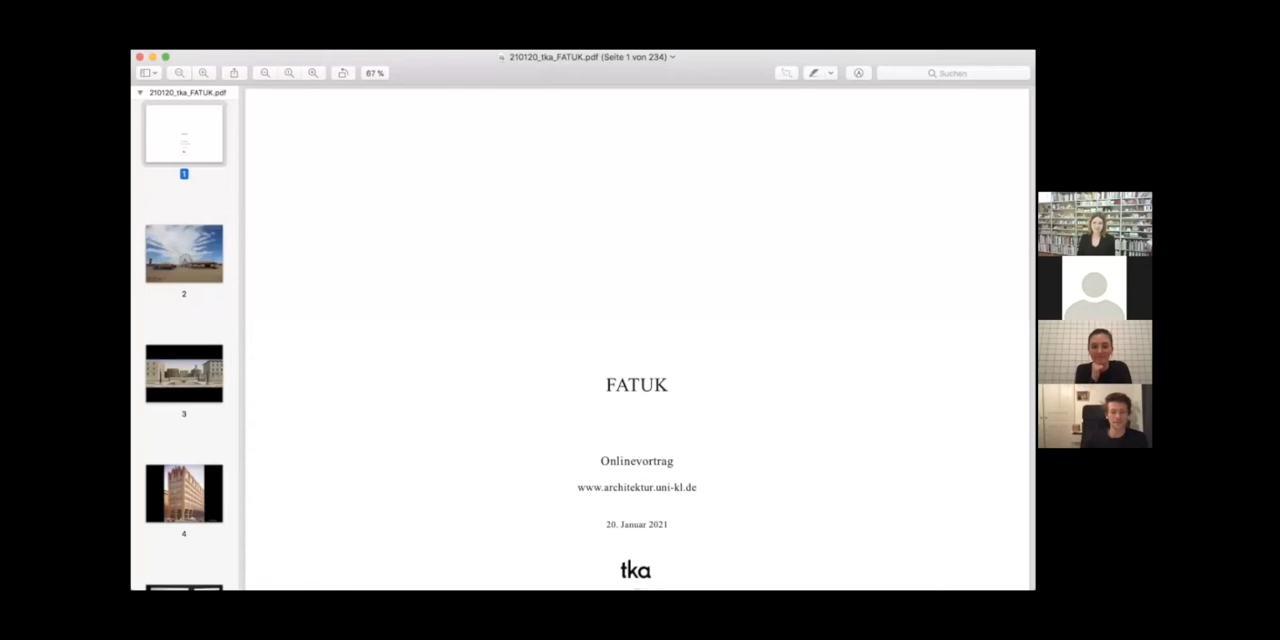 210120_tka_FATUK.pdf (Seite 1 von 234)
67 %
Suchen
210120_tka_FATUK.pdf
1
2
3
4
FATUK
Onlinevortrag
www.architektur.uni-kl.de
20. Januar 2021
tka